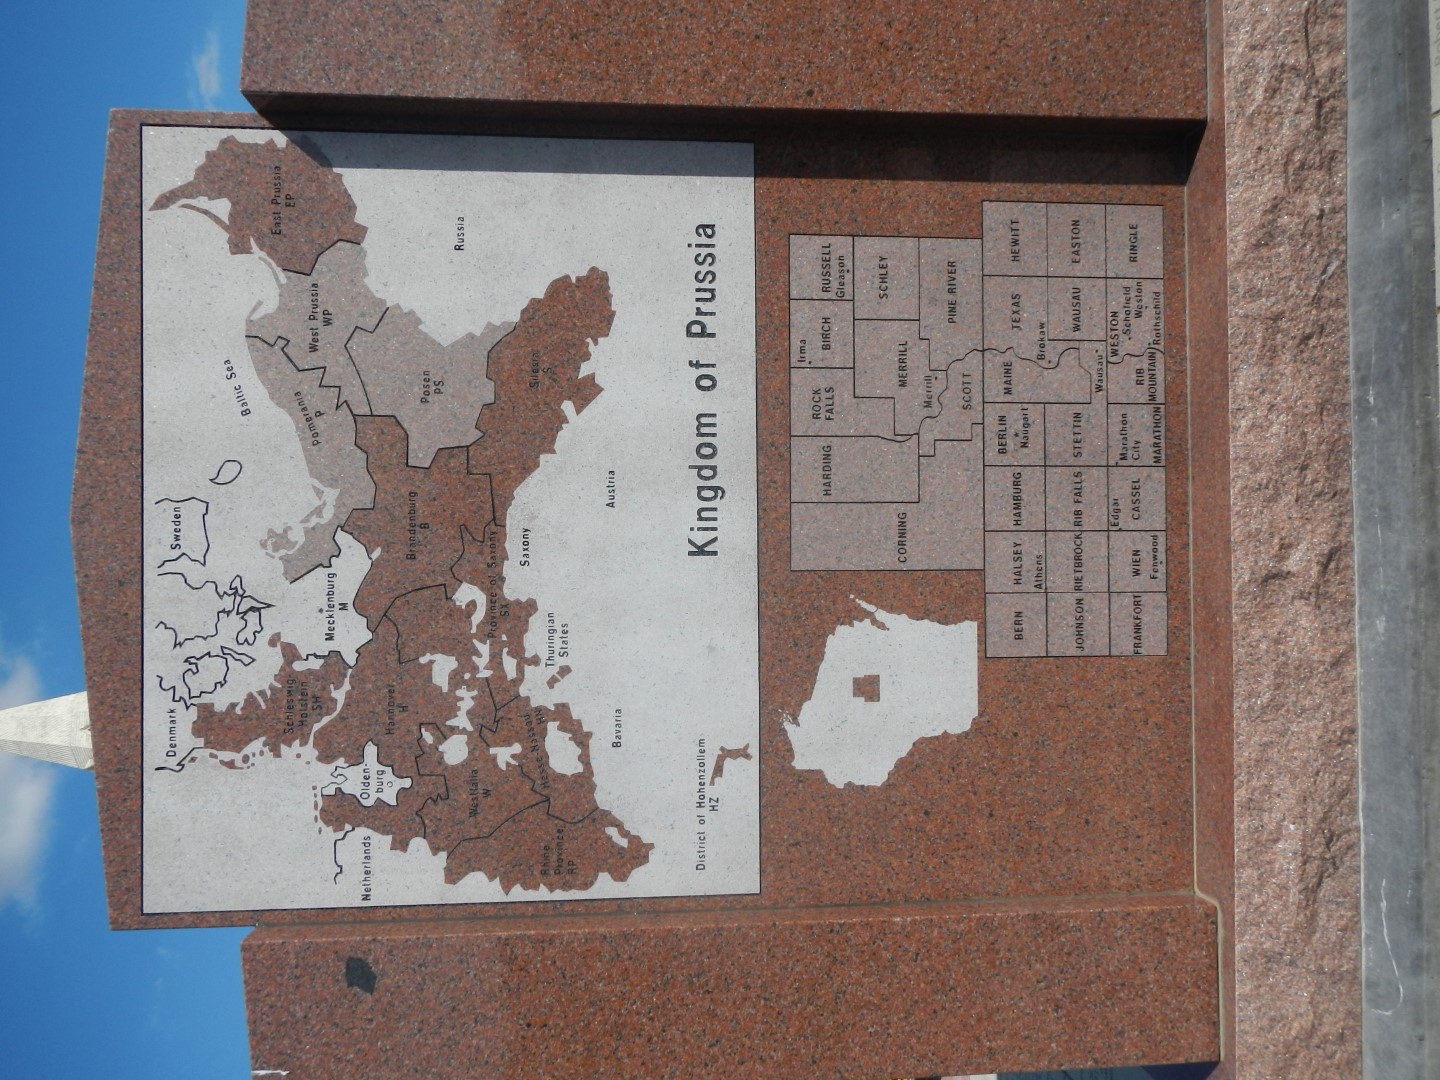 Denmark
Sweden
Baltic Sea
East Prussia
EP
Schleswig-
Holstein
SH
Pomerania
P
West Prussia
WP
Mecklenburg
M
Netherlands
Olden-
burg
O
Hannover
H
Brandenburg
B
Posen
PS
Russia
Westfalia
W
Province of Saxony
SX
Saxony
Hesse-Nassau
HN
Silesia
S
Rhine
Province
RP
Thuringian
States
Bavaria
Austria
District of Hohenzollern
HZ
Kingdom of Prussia
Irma
HARDING
ROCK
FALLS
BIRCH
RUSSELL
Gleason
CORNING
MERRILL
SCHLEY
Merrill
SCOTT
PINE RIVER
BERN
HALSEY
Athens
HAMBURG
BERLIN
Naugart
MAINE
TEXAS
HEWITT
Brokaw
JOHNSON
RIETBROCK
RIB FALLS
STETTIN
WAUSAU
EASTON
Wausau
FRANKFORT
WIEN
Fenwood
Edgar
CASSEL
Marathon
City
MARATHON
RIB
MOUNTAIN
WESTON
Schofield
Weston
Rothschild
RINGLE